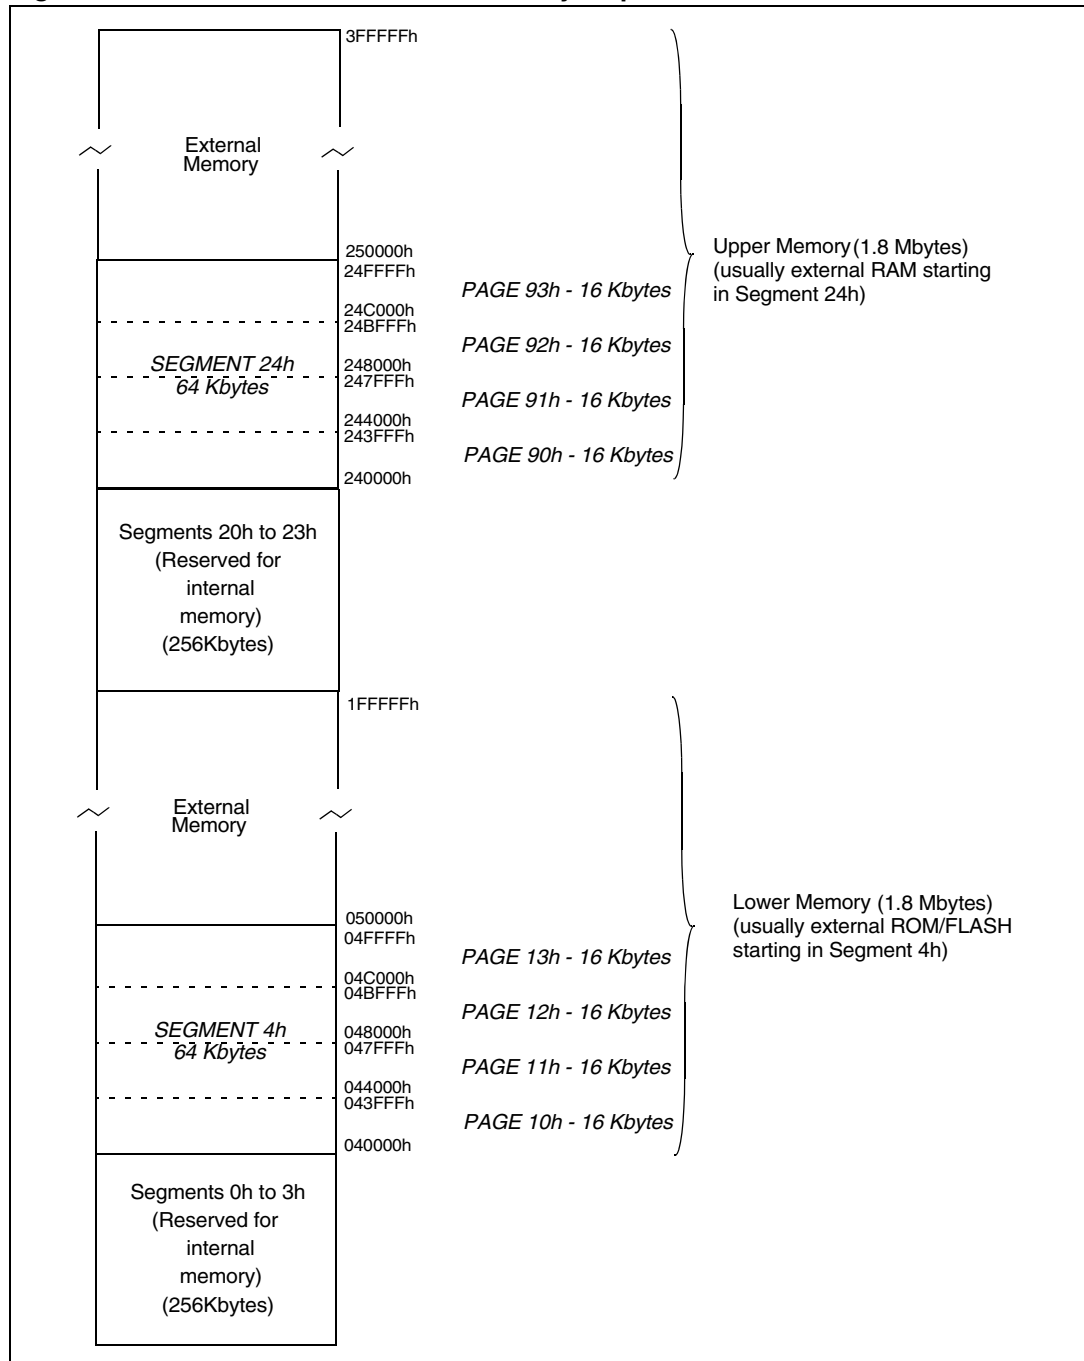 3FFFFFh
External
Memory
250000h
24FFFFh
Upper Memory (1.8 Mbytes)
(usually external RAM starting
in Segment 24h)
PAGE 93h - 16 Kbytes
24C000h
24BFFFh
PAGE 92h - 16 Kbytes
SEGMENT 24h
64 Kbytes
248000h
247FFFh
PAGE 91h - 16 Kbytes
244000h
243FFFh
PAGE 90h - 16 Kbytes
240000h
Segments 20h to 23h
(Reserved for
internal
memory)
(256Kbytes)
1FFFFFh
External
Memory
Lower Memory (1.8 Mbytes)
(usually external ROM/FLASH
starting in Segment 4h)
050000h
04FFFFh
PAGE 13h - 16 Kbytes
04C000h
04BFFFh
PAGE 12h - 16 Kbytes
SEGMENT 4h
64 Kbytes
048000h
047FFFh
PAGE 11h - 16 Kbytes
044000h
043FFFh
PAGE 10h - 16 Kbytes
040000h
Segments 0h to 3h
(Reserved for
internal
memory)
(256Kbytes)